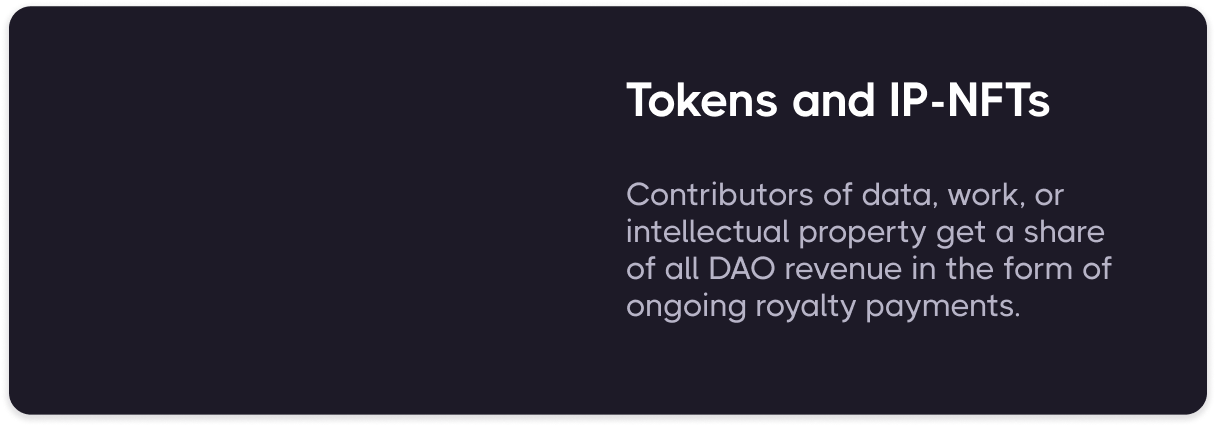 Tokens and IP-NFTs
Contributors of data, work, or
intellectual property get a share
of all DAO revenue in the form of
ongoing royalty payments.